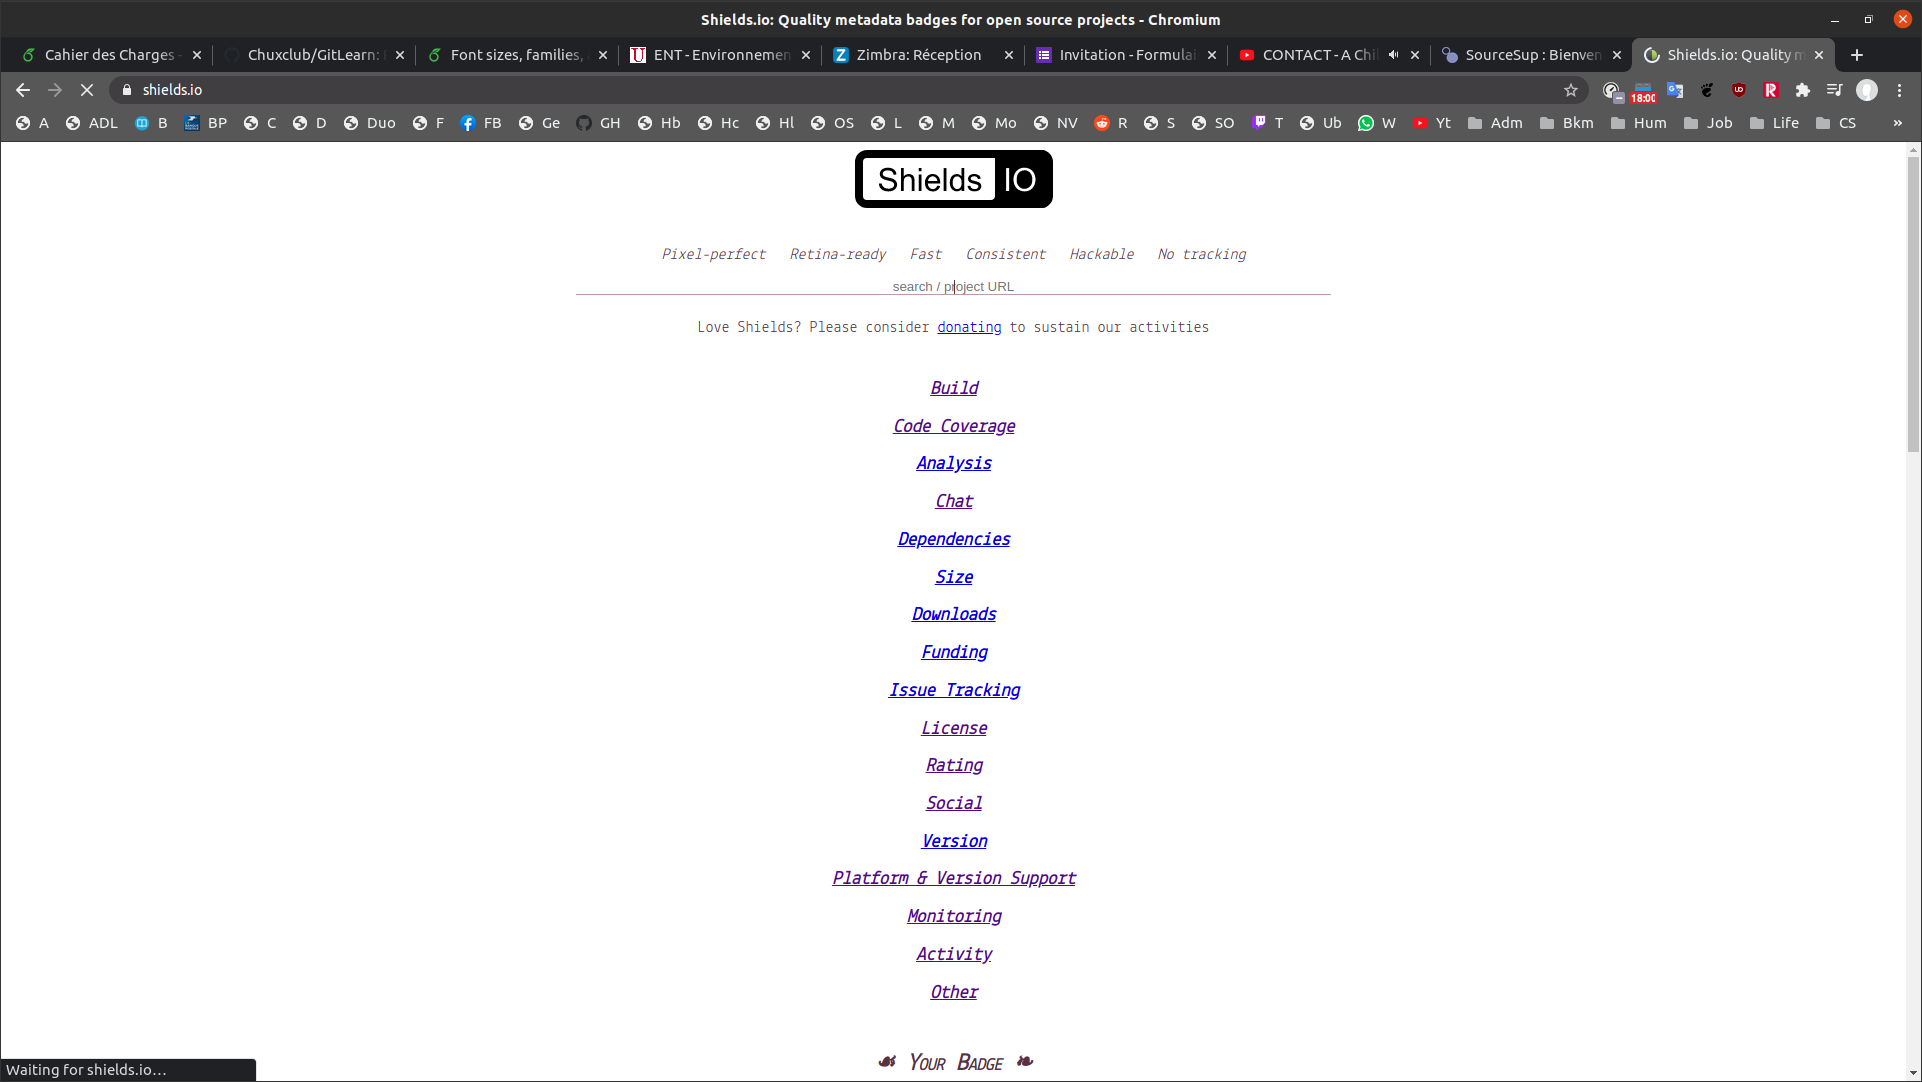 Shields.io: Quality metadata badges for open source projects - Chromium
Cahier des Charges - Chuxclub/GitLearn: Font sizes, families, ENT - Environnemen Zimbra: Réception Invitation - Formulai CONTACT - A Chil SourceSup : Bienven Shields.io: Quality m
shields.io
18:00
A ADL B BP C D Duo F FB Ge GH Hb Hc Hl OS L M Mo NV R S SO T Ub W Yt Adm Bkm Hum Job Life CS »
Shields IO
Pixel-perfect Retina-ready Fast Consistent Hackable No tracking
search / project URL
Love Shields? Please consider donating to sustain our activities
Build
Code Coverage
Analysis
Chat
Dependencies
Size
Downloads
Funding
Issue Tracking
License
Rating
Social
Version
Platform & Version Support
Monitoring
Activity
Other
☙ Your Badge ❧
Waiting for shields.io…